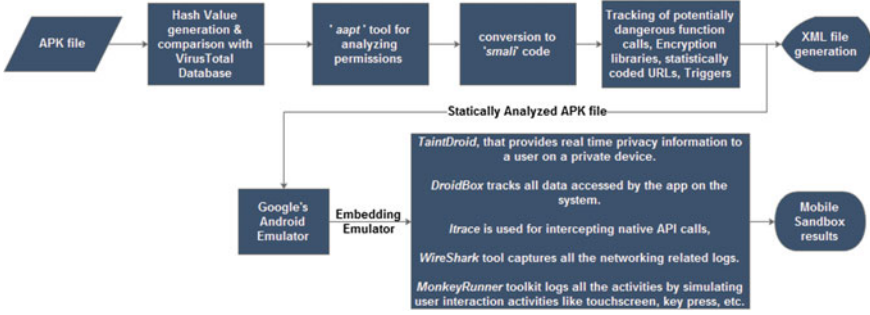 APK file
Hash Value
generation &
comparison with
VirusTotal
Database
' aapt ' tool for
analyzing
permissions
conversion to
'smali' code
Tracking of potentially
dangerous function
calls, Encryption
libraries, statistically
coded URLs, Triggers
XML file
generation
Statically Analyzed APK file
Google's
Android
Emulator
Embedding
Emulator
TaintDroid, that provides real time privacy information to
a user on a private device.
DroidBox tracks all data accessed by the app on the
system.
ltrace is used for intercepting native API calls,
WireShark tool captures all the networking related logs.
MonkeyRunner toolkit logs all the activities by simulating
user interaction activities like touchscreen, key press, etc.
Mobile
Sandbox
results